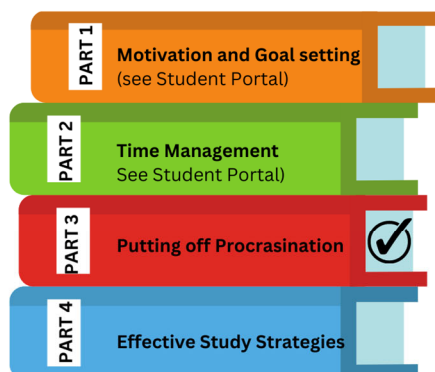 PART 1
Motivation and Goal setting
(see Student Portal)
PART 2
Time Management
See Student Portal)
PART 3
Putting off Procrasination
PART 4
Effective Study Strategies